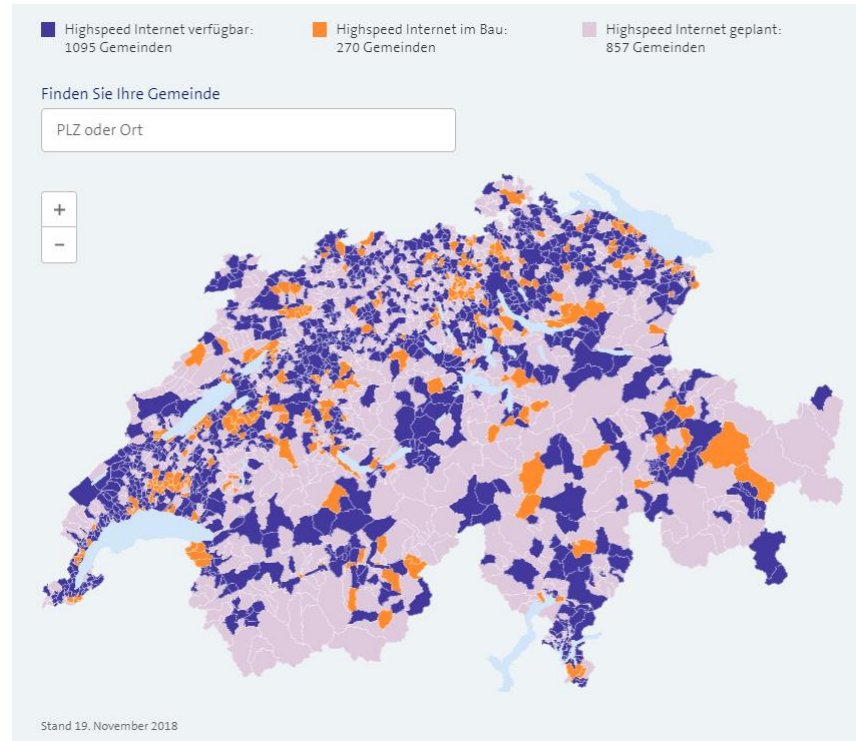 Highspeed Internet verfügbar:
1095 Gemeinden
Highspeed Internet im Bau:
270 Gemeinden
Highspeed Internet geplant:
857 Gemeinden
Finden Sie Ihre Gemeinde
PLZ oder Ort
+
−
Stand 19. November 2018